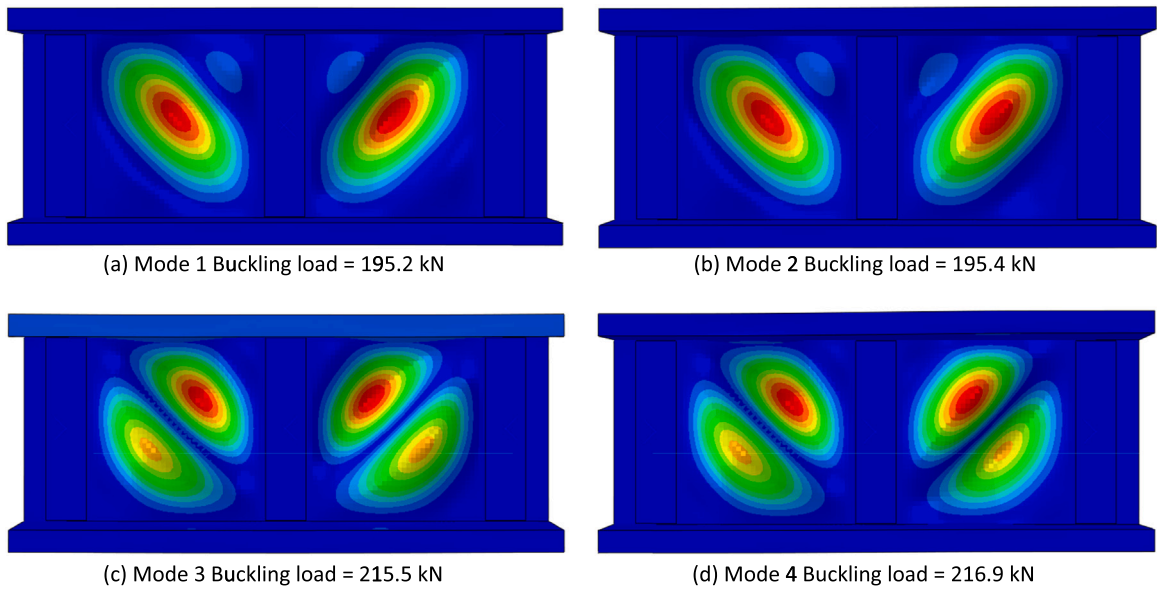 (a) Mode 1 Buckling load = 195.2 kN
(b) Mode 2 Buckling load = 195.4 kN
(c) Mode 3 Buckling load = 215.5 kN
(d) Mode 4 Buckling load = 216.9 kN